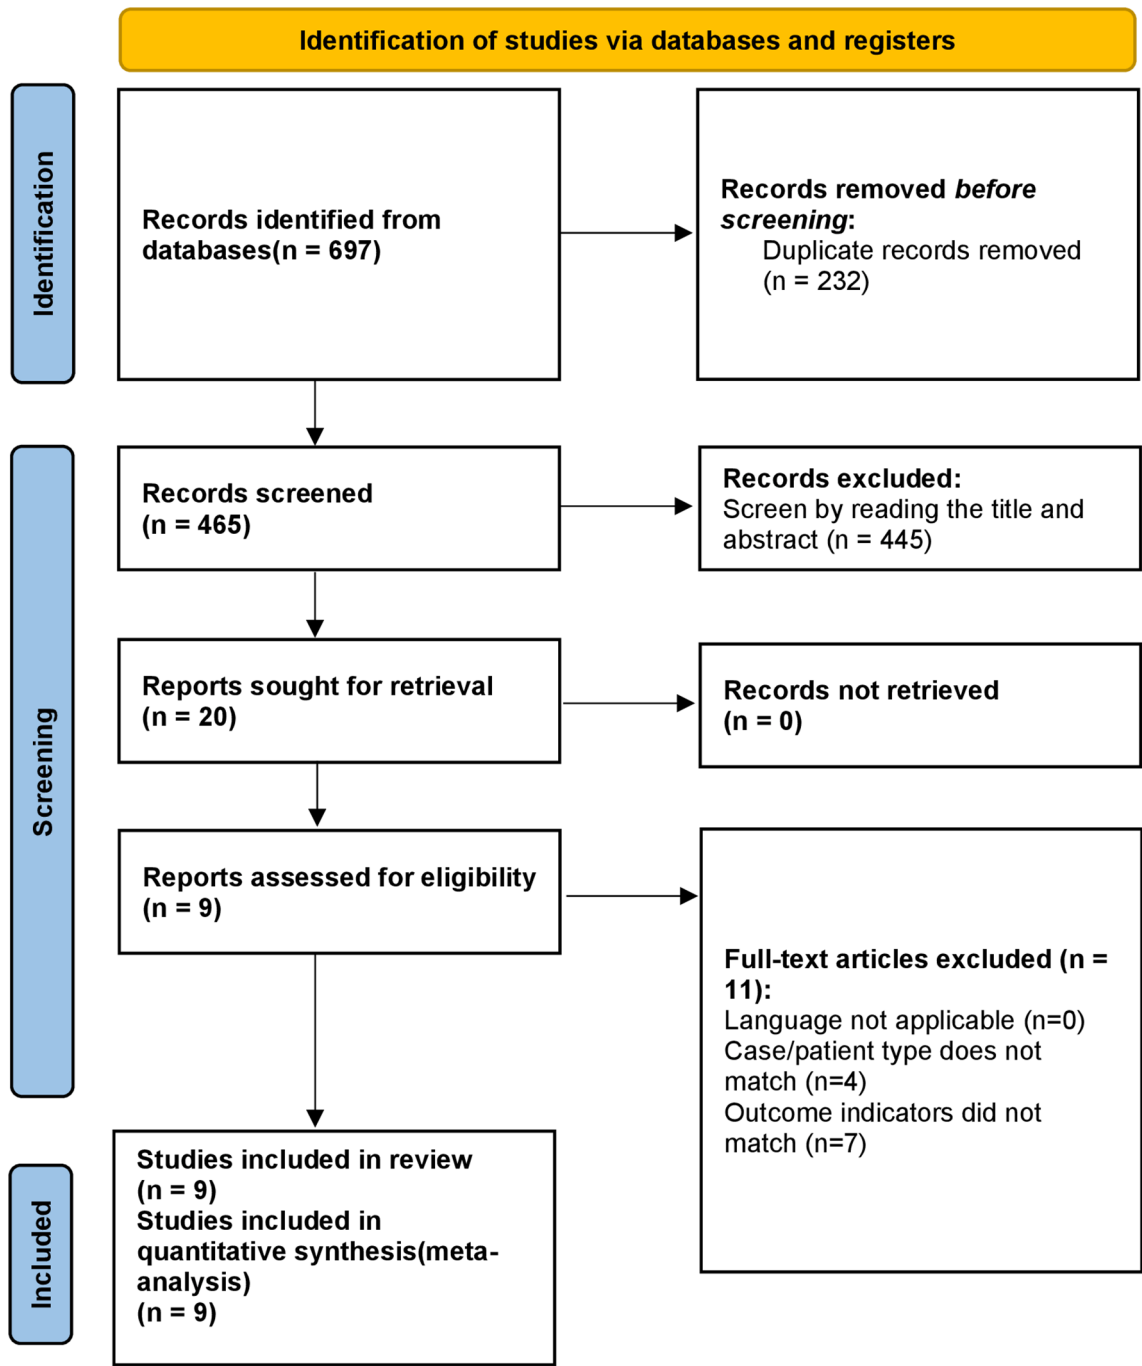 Identification of studies via databases and registers
Identification
Records identified from
databases(n = 697)
Records removed before
screening:
Duplicate records removed
(n = 232)
Screening
Records screened
(n = 465)
Records excluded:
Screen by reading the title and
abstract (n = 445)
Reports sought for retrieval
(n = 20)
Records not retrieved
(n = 0)
Reports assessed for eligibility
(n = 9)
Full-text articles excluded (n =
11):
Language not applicable (n=0)
Case/patient type does not
match (n=4)
Outcome indicators did not
match (n=7)
Included
Studies included in review
(n = 9)
Studies included in
quantitative synthesis(meta-
analysis)
(n = 9)